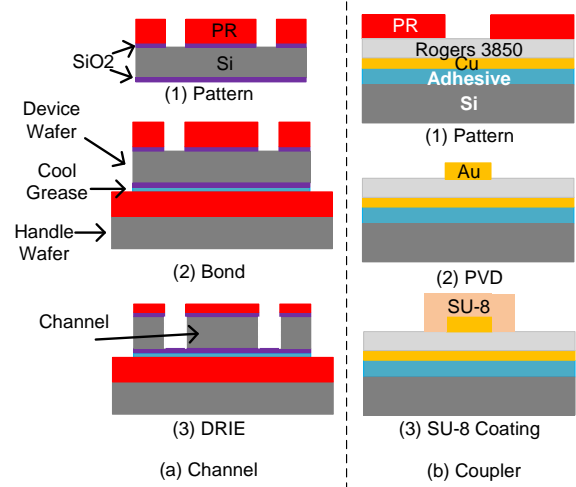 PR
SiO2
Si
(1) Pattern
Device
Wafer
Cool
Grease
Handle
Wafer
(2) Bond
Channel
(3) DRIE
(a) Channel
PR
Rogers 3850
Cu
Adhesive
Si
(1) Pattern
Au
(2) PVD
SU-8
(3) SU-8 Coating
(b) Coupler